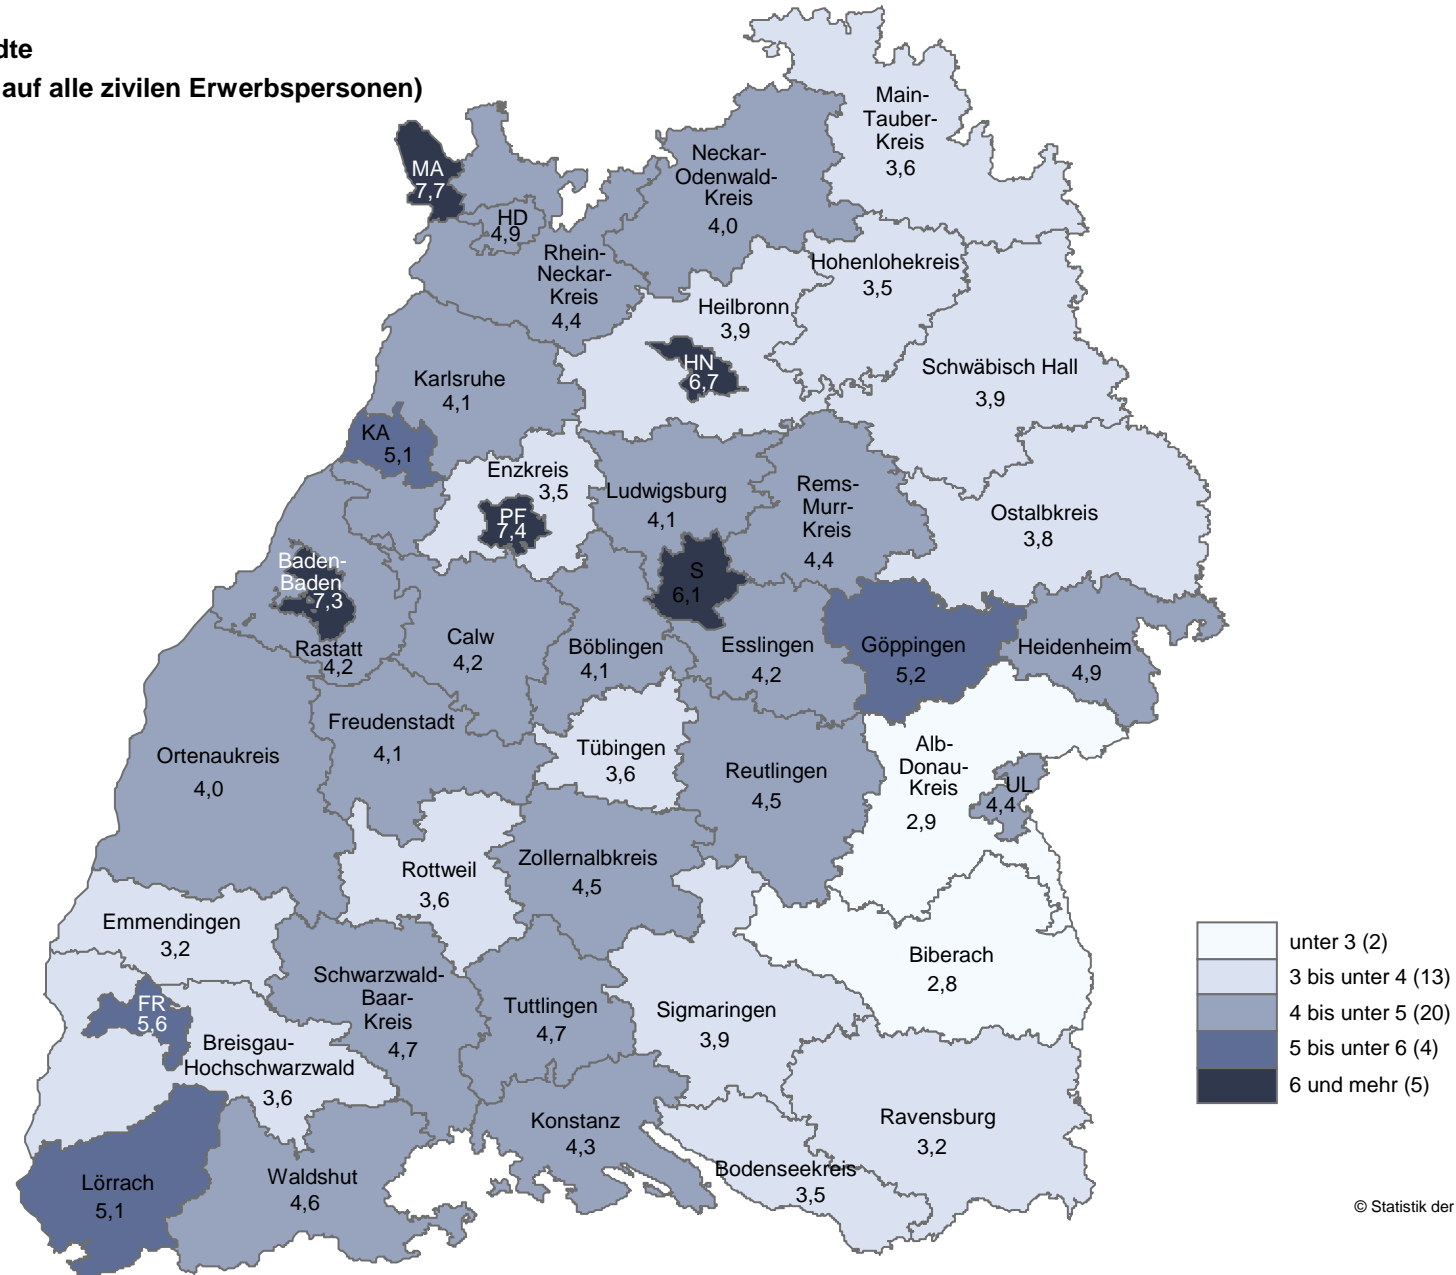 dte
auf alle zivilen Erwerbspersonen)
Main-
Tauber-
Kreis
3,6
MA
7,7
Neckar-
Odenwald-
Kreis
4,0
HD
4,9
Rhein-
Neckar-
Kreis
4,4
Hohenlohekreis
3,5
Heilbronn
3,9
HN
6,7
Schwäbisch Hall
3,9
Karlsruhe
4,1
KA
5,1
Enzkreis
3,5
PF
7,4
Ludwigsburg
4,1
Rems-
Murr-
Kreis
4,4
Ostalbkreis
3,8
Baden-
Baden
7,3
Rastatt
4,2
S
6,1
Calw
4,2
Böblingen
4,1
Esslingen
4,2
Göppingen
5,2
Heidenheim
4,9
Freudenstadt
4,1
Ortenaukreis
4,0
Tübingen
3,6
Reutlingen
4,5
Alb-
Donau-
Kreis
2,9
UL
4,4
Rottweil
3,6
Zollernalbkreis
4,5
Emmendingen
3,2
Biberach
2,8
Schwarzwald-
Baar-
Kreis
4,7
Tuttlingen
4,7
Sigmaringen
3,9
FR
5,6
Breisgau-
Hochschwarzwald
3,6
Konstanz
4,3
Ravensburg
3,2
Bodenseekreis
3,5
Lörrach
5,1
Waldshut
4,6
unter 3 (2)
3 bis unter 4 (13)
4 bis unter 5 (20)
5 bis unter 6 (4)
6 und mehr (5)
© Statistik der